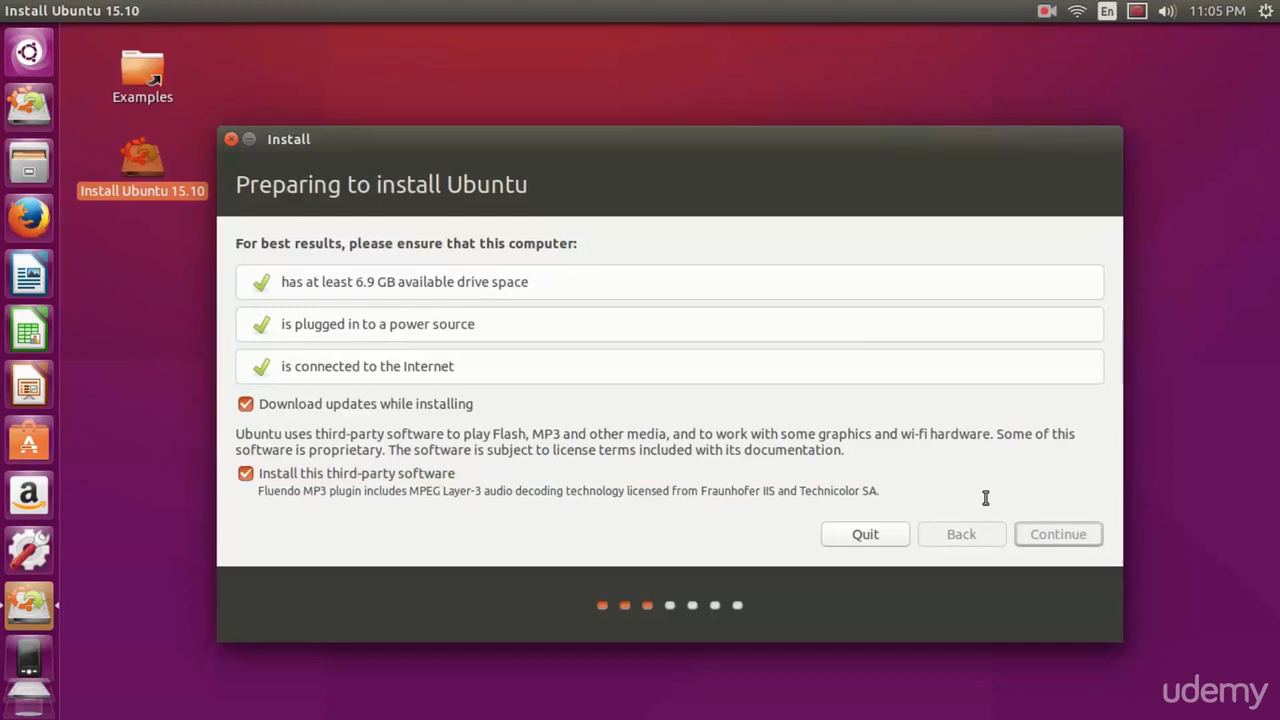 Install Ubuntu 15.10
En
11:05 PM
Examples
Install Ubuntu 15.10
Install
Preparing to install Ubuntu
For best results, please ensure that this computer:
has at least 6.9 GB available drive space
is plugged in to a power source
is connected to the Internet
Download updates while installing
Ubuntu uses third-party software to play Flash, MP3 and other media, and to work with some graphics and wi-fi hardware. Some of this
software is proprietary. The software is subject to license terms included with its documentation.
Install this third-party software
Fluendo MP3 plugin includes MPEG Layer-3 audio decoding technology licensed from Fraunhofer IIS and Technicolor SA.
Quit
Back
Continue
udemy